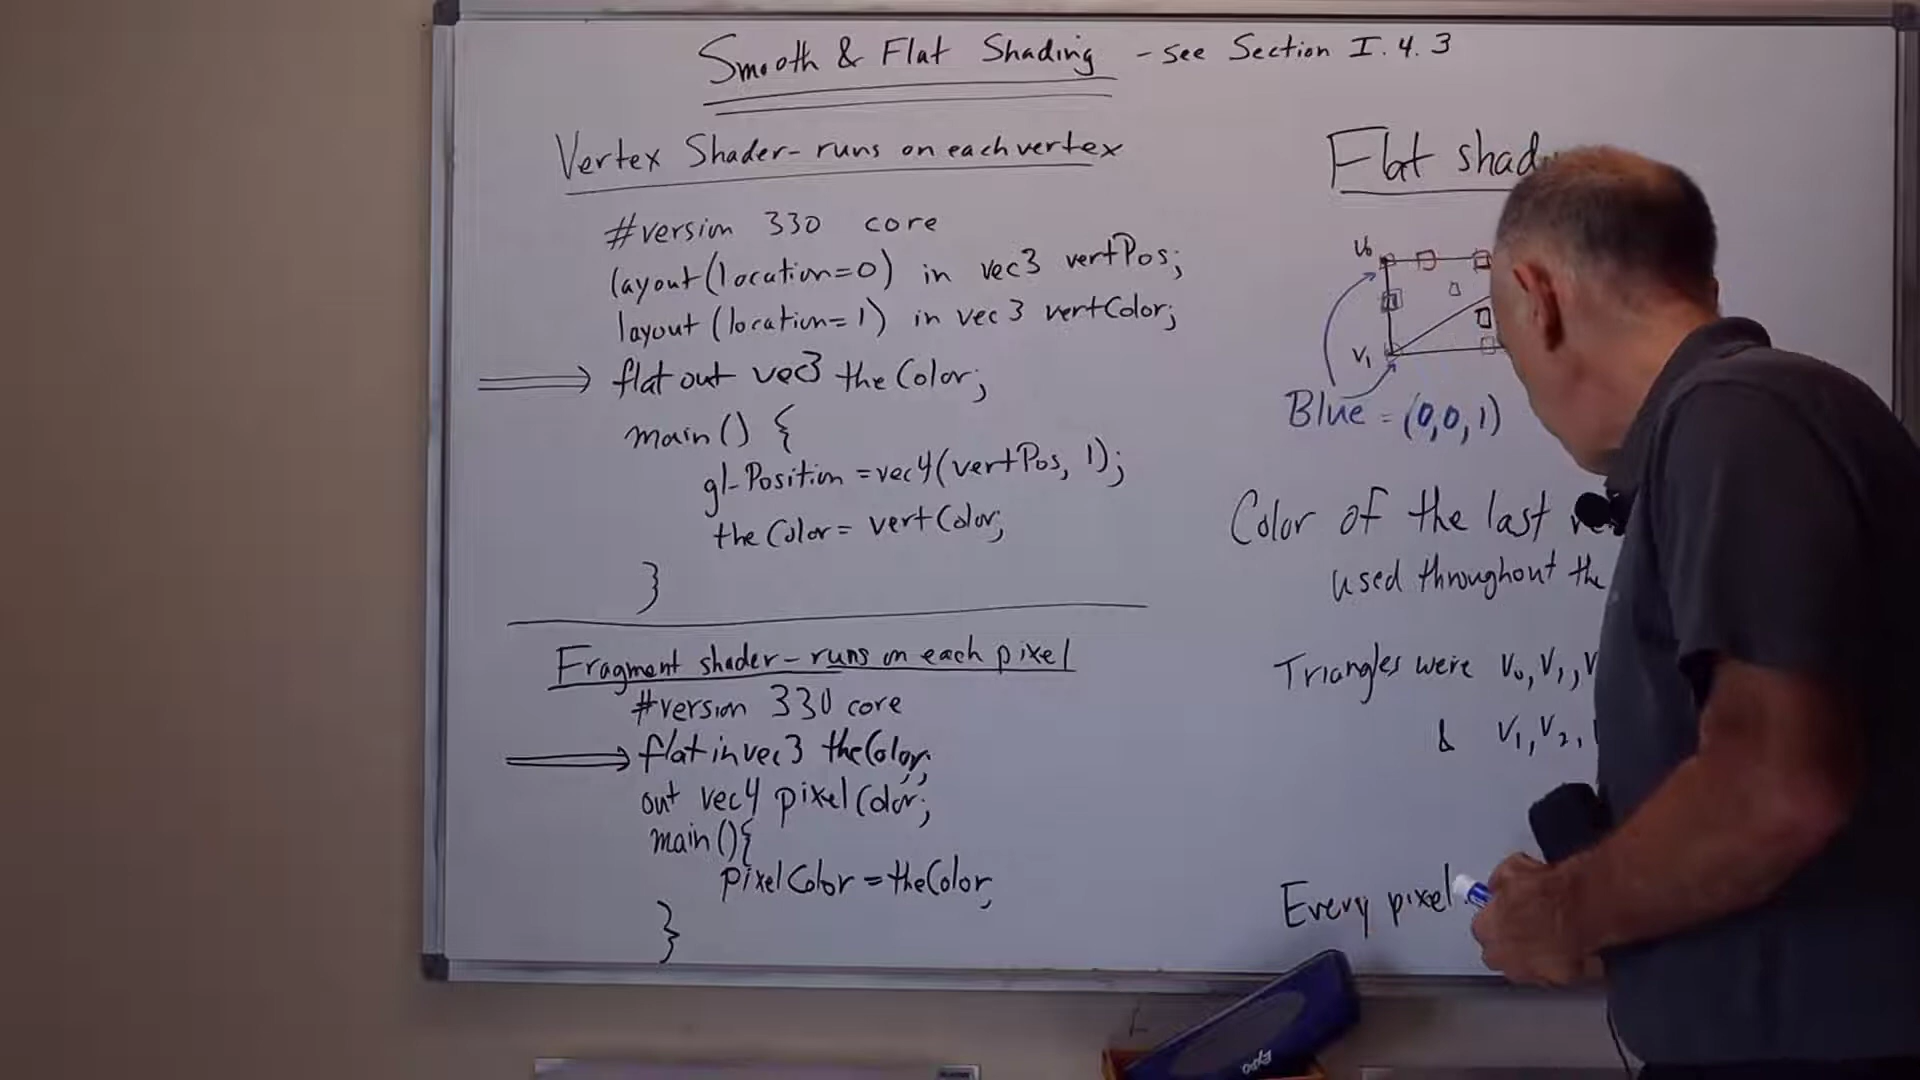 Smooth & Flat Shading - see Section I.4.3
Vertex Shader - runs on each vertex
#version 330 core
layout(location=0) in vec3 vertPos;
layout(location=1) in vec3 vertColor;
flat out vec3 theColor;
main() {
gl_Position = vec4(vertPos, 1);
theColor = vertColor;
}
Fragment shader - runs on each pixel
#version 330 core
flat in vec3 theColor;
out vec4 pixelColor;
main(){
pixelColor = theColor;
}
Flat shad
V₀
V₁
Blue = (0,0,1)
Color of the last
used throughout the
Triangles were V₀, V₁,
& V₁, V₂,
Every pixel
Expo